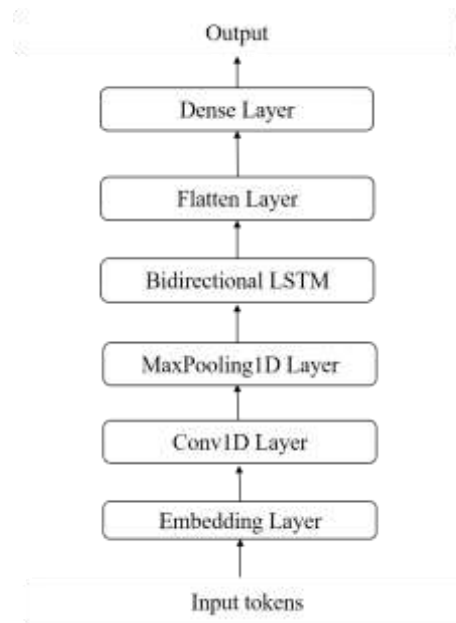 Output
Dense Layer
Flatten Layer
Bidirectional LSTM
MaxPooling1D Layer
Conv1D Layer
Embedding Layer
Input tokens